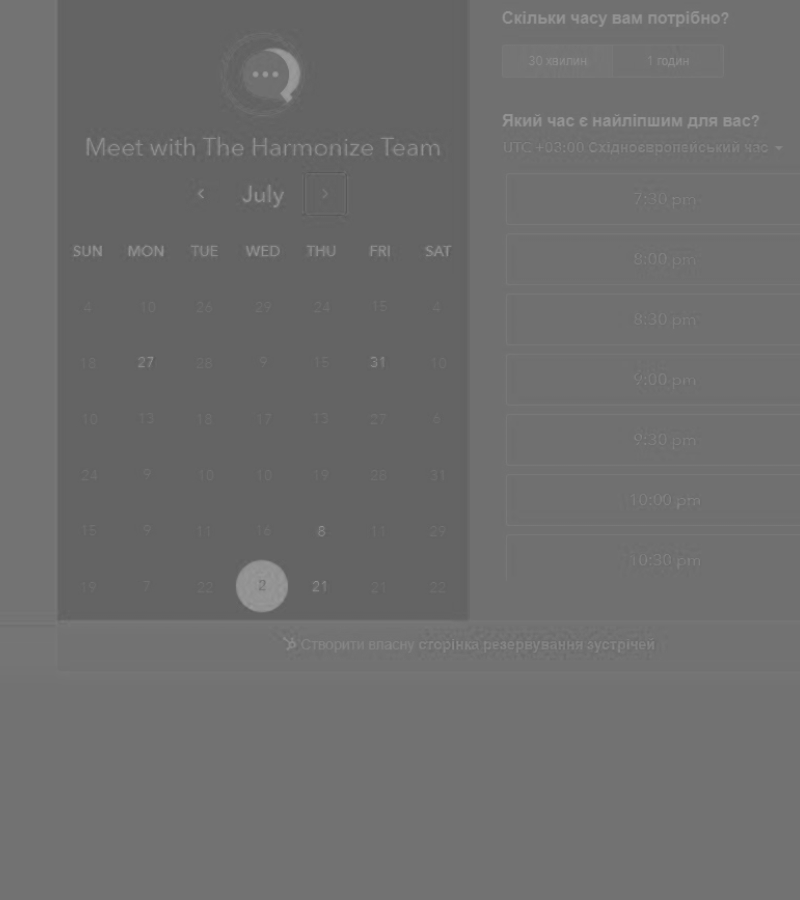 Meet with The Harmonize Team
July
SUN MON TUE WED THU FRI SAT
4 10 26 29 24 15 4
18 27 28 9 15 31 10
10 13 18 17 13 27 6
24 9 10 18 19 28 31
15 9 11 16 8 11 29
19 7 22 2 21 21 22
Скільки часу вам потрібно?
30 хвилин 1 годин
Який час є найліпшим для вас?
UTC +03:00 Східноєвропейський час
7:30 pm
8:00 pm
8:30 pm
9:00 pm
9:30 pm
10:00 pm
10:30 pm
Створити власну сторінка резервування зустрічей